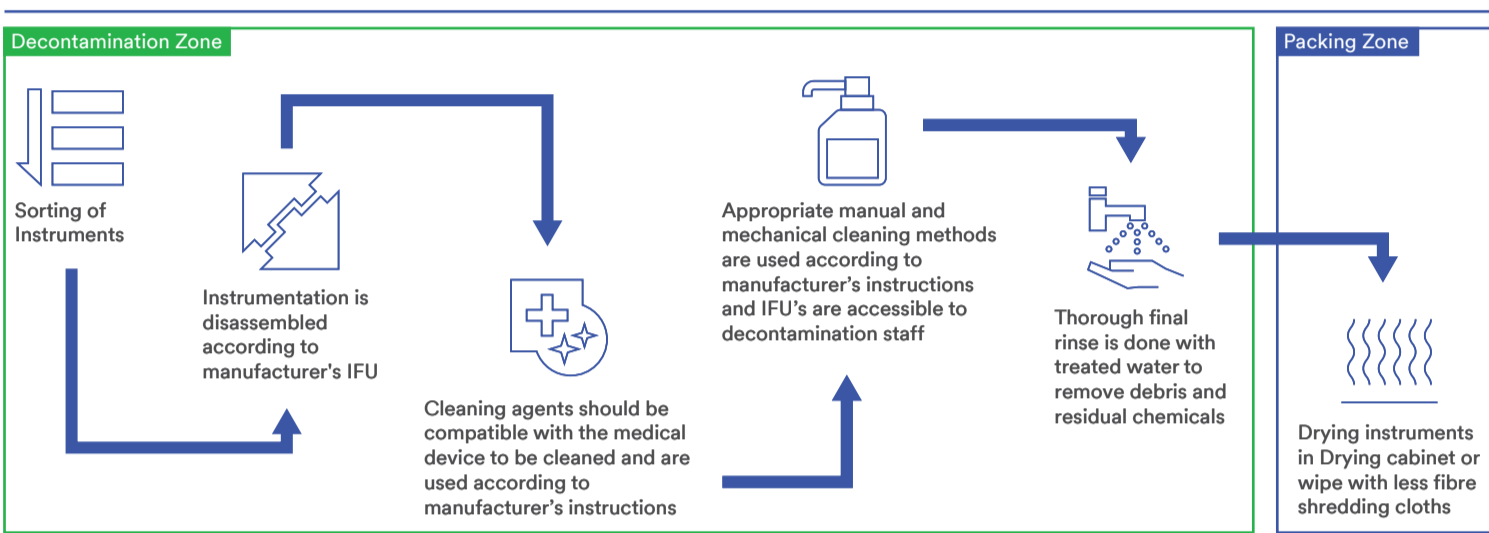 Decontamination Zone
Packing Zone
Sorting of
Instruments
Instrumentation is
disassembled
according to
manufacturer's IFU
Cleaning agents should be
compatible with the medical
device to be cleaned and are
used according to
manufacturer’s instructions
Appropriate manual and
mechanical cleaning methods
are used according to
manufacturer’s instructions
and IFU’s are accessible to
decontamination staff
Thorough final
rinse is done with
treated water to
remove debris and
residual chemicals
Drying instruments
in Drying cabinet or
wipe with less fibre
shredding cloths